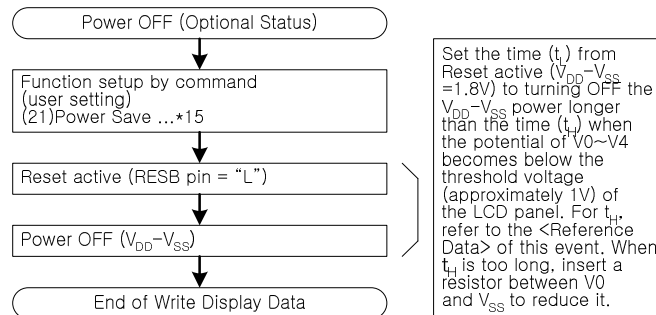 Power OFF (Optional Status)
Function setup by command
(user setting)
(21)Power Save ...*15
Reset active (RESB pin = “L”)
Power OFF (VDD-VSS)
End of Write Display Data
Set the time (tL) from
Reset active (VDD-VSS
=1.8V) to turning OFF the
VDD-VSS power longer
than the time (tH) when
the potential of V0~V4
becomes below the
threshold voltage
(approximately 1V) of
the LCD panel. For tH,
refer to the <Reference
Data> of this event. When
tH is too long, insert a
resistor between V0
and VSS to reduce it.